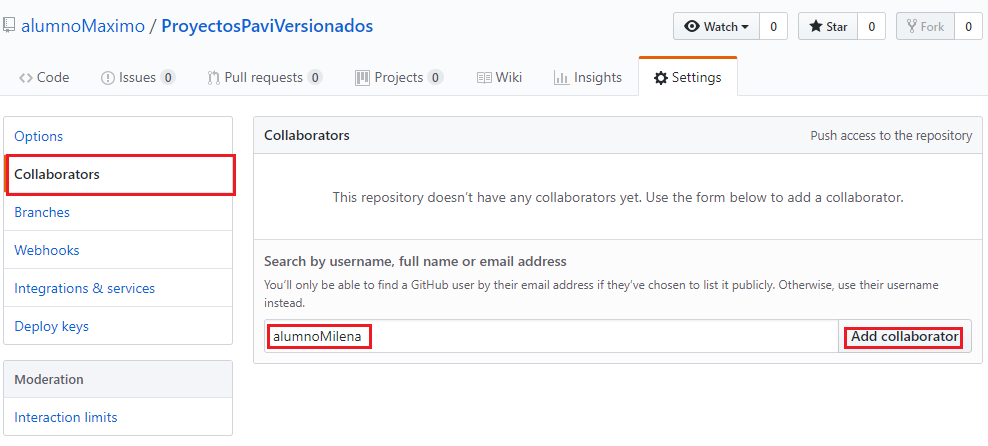 alumnoMaximo / ProyectosPaviVersionados
Watch 0 Star 0 Fork 0
Code Issues 0 Pull requests 0 Projects 0 Wiki Insights Settings
Options
Collaborators
Branches
Webhooks
Integrations & services
Deploy keys
Moderation
Interaction limits
Collaborators Push access to the repository
This repository doesn’t have any collaborators yet. Use the form below to add a collaborator.
Search by username, full name or email address
You’ll only be able to find a GitHub user by their email address if they’ve chosen to list it publicly. Otherwise, use their username
instead.
alumnoMilena Add collaborator